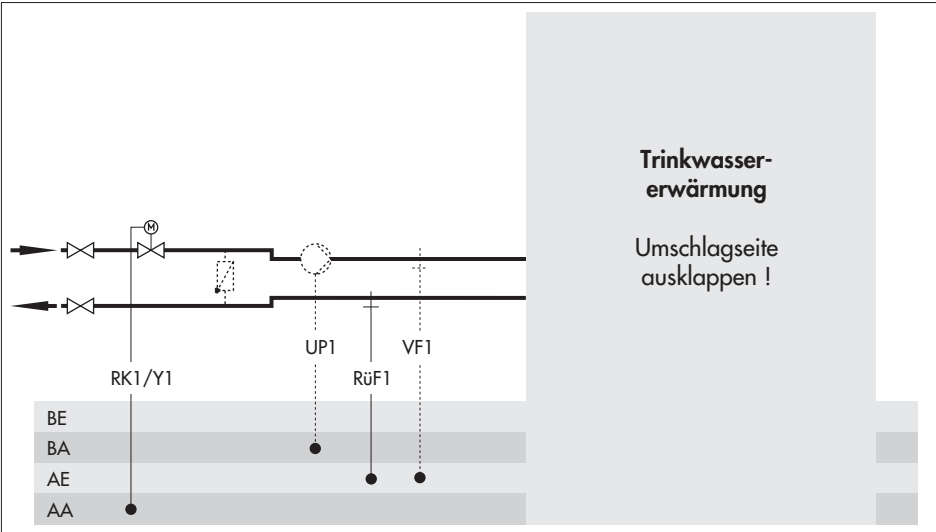 Trinkwasser-
erwärmung
Umschlagseite
ausklappen !
M
UP1 VF1
RK1/Y1 RüF1
BE
BA
AE
AA